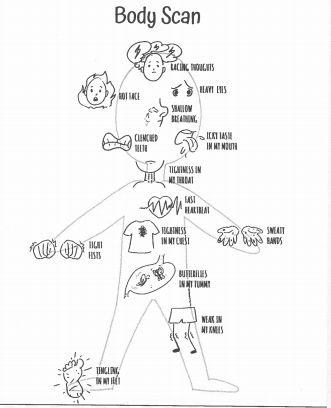 Body Scan
RACING THOUGHTS
HOT FACE
HEAVY EYES
SHALLOW
BREATHING
CLENCHED
TEETH
ICKY TASTE
IN MY MOUTH
TIGHTNESS IN
MY THROAT
FAST
HEARTBEAT
TIGHTNESS
IN MY CHEST
TIGHT
FISTS
SWEATY
HANDS
BUTTERFLIES
IN MY TUMMY
WEAK IN
MY KNEES
TINGLING
IN MY FEET